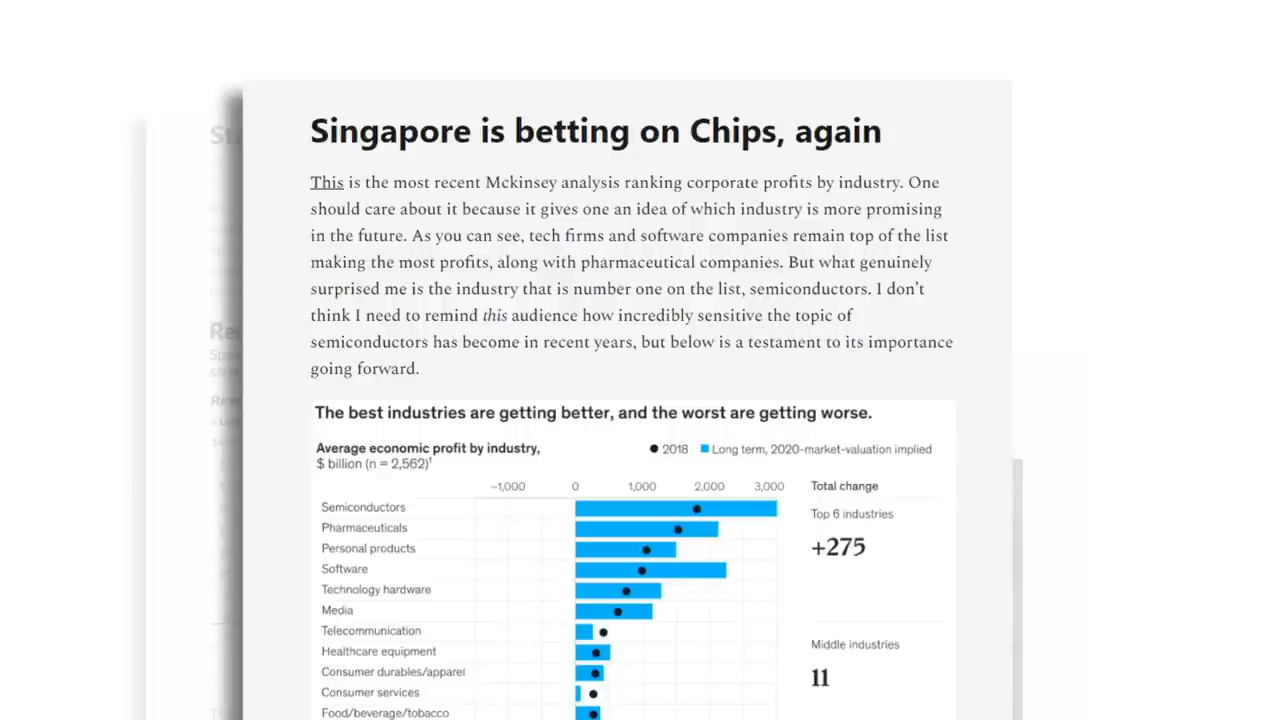 Singapore is betting on Chips, again
This is the most recent Mckinsey analysis ranking corporate profits by industry. One
should care about it because it gives one an idea of which industry is more promising
in the future. As you can see, tech firms and software companies remain top of the list
making the most profits, along with pharmaceutical companies. But what genuinely
surprised me is the industry that is number one on the list, semiconductors. I don't
think I need to remind this audience how incredibly sensitive the topic of
semiconductors has become in recent years, but below is a testament to its importance
going forward.
The best industries are getting better, and the worst are getting worse.
Average economic profit by industry,
$ billion (n = 2,562)¹
2018
Long term, 2020-market-valuation implied
-1,000 0 1,000 2,000 3,000
Total change
Semiconductors
Top 6 industries
Pharmaceuticals
+275
Personal products
Software
Technology hardware
Media
Telecommunication
Middle industries
Healthcare equipment
11
Consumer durables/apparel
Consumer services
Food/beverage/tobacco